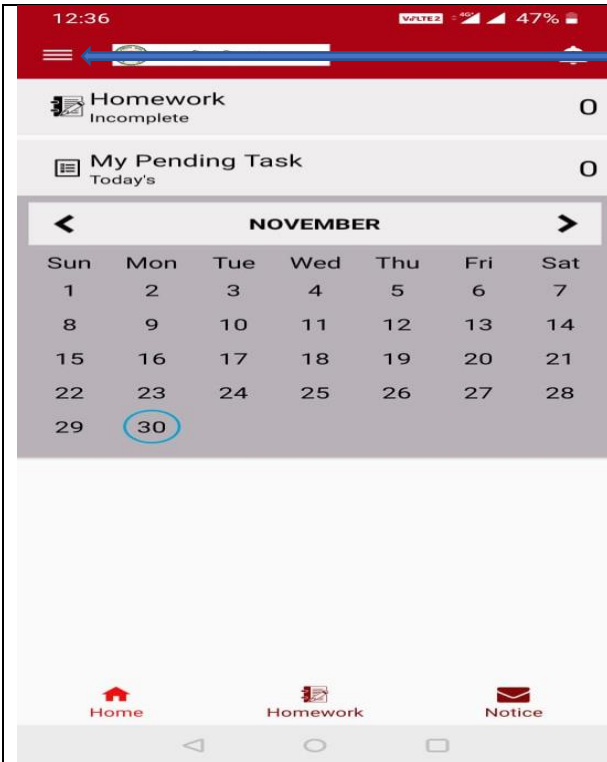 12:36 VoLTE2 4G+ 47%
Homework 0
Incomplete
My Pending Task 0
Today's
< NOVEMBER >
Sun Mon Tue Wed Thu Fri Sat
1 2 3 4 5 6 7
8 9 10 11 12 13 14
15 16 17 18 19 20 21
22 23 24 25 26 27 28
29 30
Home Homework Notice